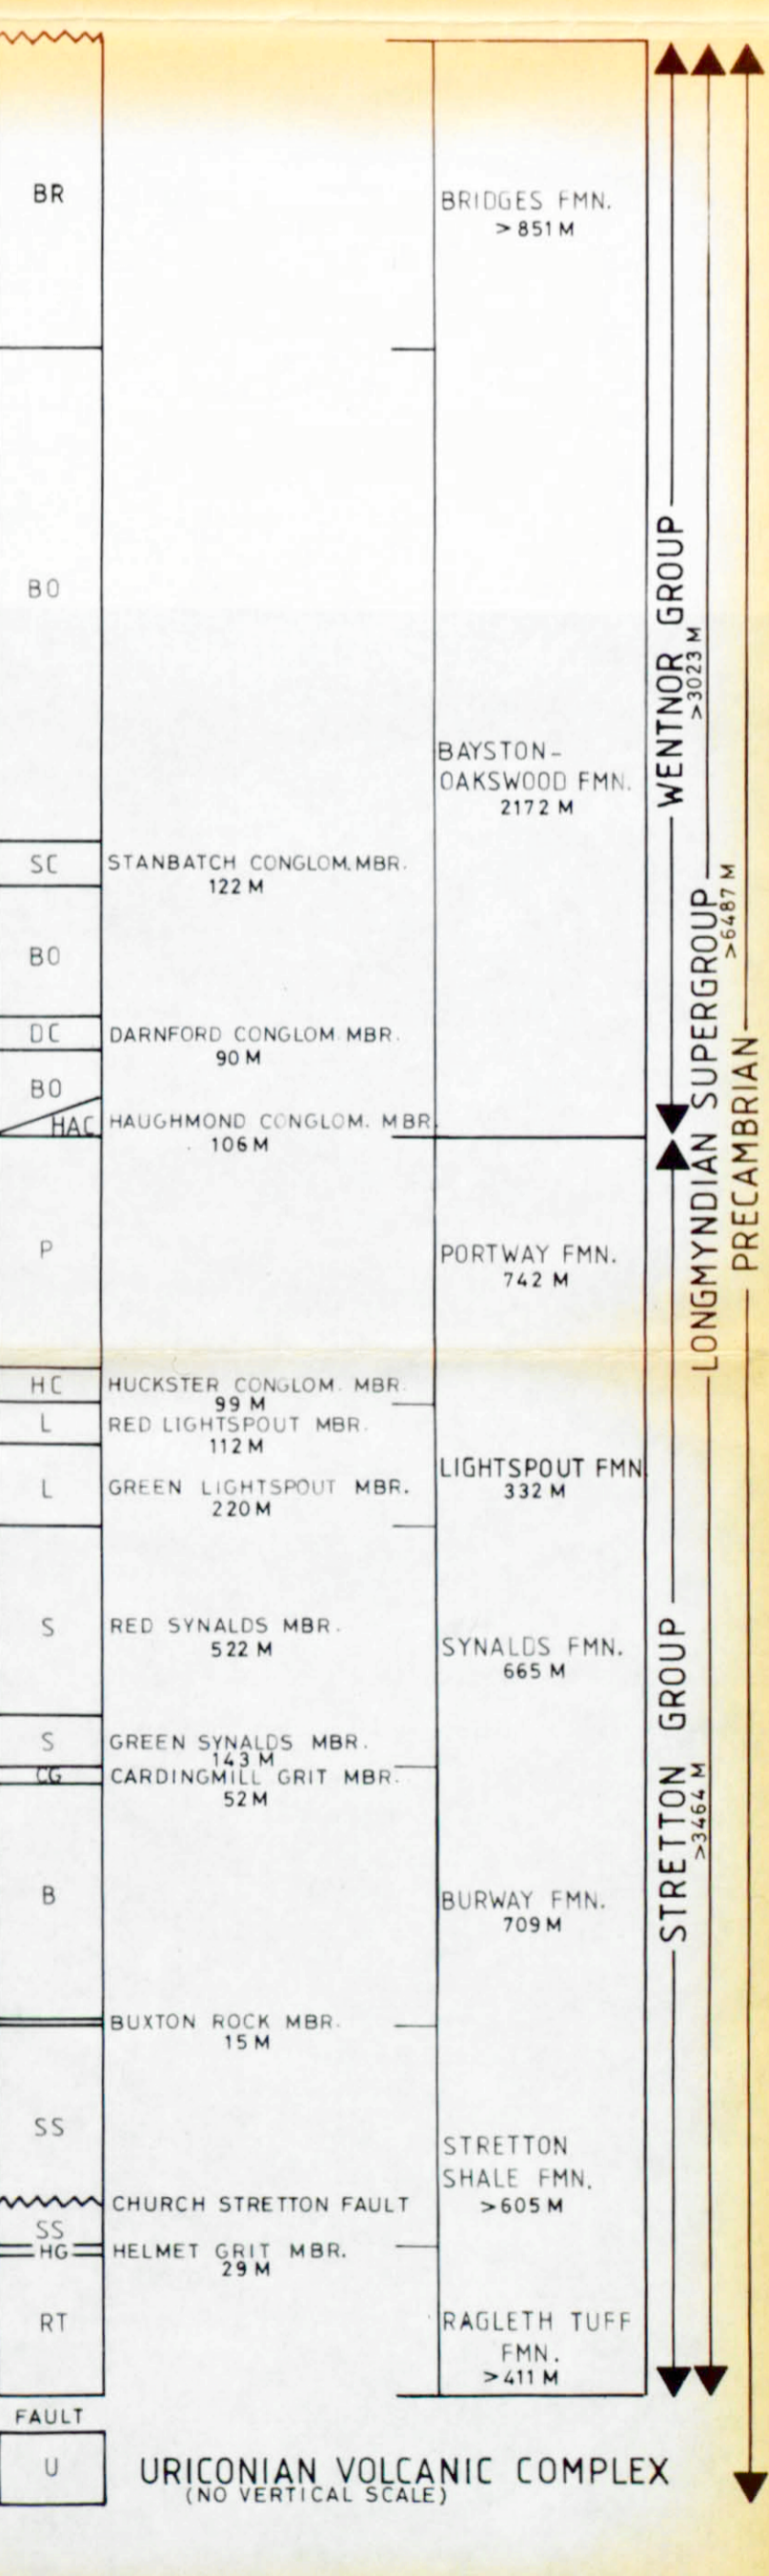 BR
BRIDGES FMN.
>851 M
BO
WENTNOR GROUP
>3023 M
BAYSTON-
OAKSWOOD FMN.
2172 M
SC
STANBATCH CONGLOM. MBR.
122 M
LONGMYNDIAN SUPERGROUP
>6487 M
PRECAMBRIAN
BO
DC
DARNFORD CONGLOM. MBR.
90 M
BO
HAC
HAUGHMOND CONGLOM. MBR.
106 M
P
PORTWAY FMN.
742 M
HC
HUCKSTER CONGLOM. MBR.
99 M
L
RED LIGHTSPOUT MBR.
112 M
LIGHTSPOUT FMN
332 M
L
GREEN LIGHTSPOUT MBR.
220 M
S
RED SYNALDS MBR.
522 M
SYNALDS FMN.
665 M
STRETTON GROUP
>3464 M
S
GREEN SYNALDS MBR.
143 M
CG
CARDINGMILL GRIT MBR.
52 M
B
BURWAY FMN.
709 M
BUXTON ROCK MBR.
15 M
SS
STRETTON
SHALE FMN.
>605 M
CHURCH STRETTON FAULT
SS
HG
HELMET GRIT MBR.
29 M
RT
RAGLETH TUFF
FMN.
>411 M
FAULT
U
URICONIAN VOLCANIC COMPLEX
(NO VERTICAL SCALE)